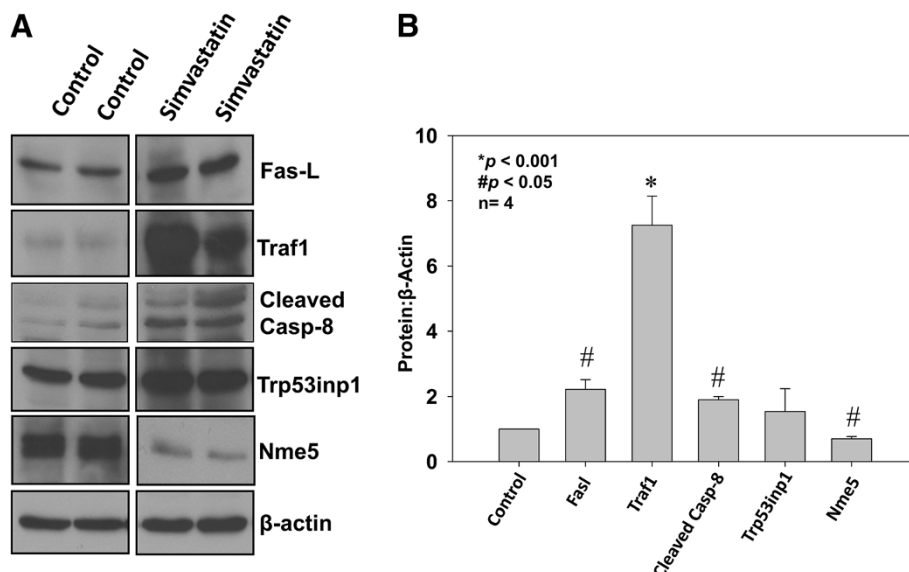 A
Control
Control
Simvastatin
Simvastatin
Fas-L
Traf1
Cleaved
Casp-8
Trp53inp1
Nme5
β-actin
B
10
8
6
4
2
0
Protein:β-Actin
*p < 0.001
#p < 0.05
n= 4
#
*
#
#
Control
Fasl
Traf1
Cleaved Casp-8
Trp53inp1
Nme5